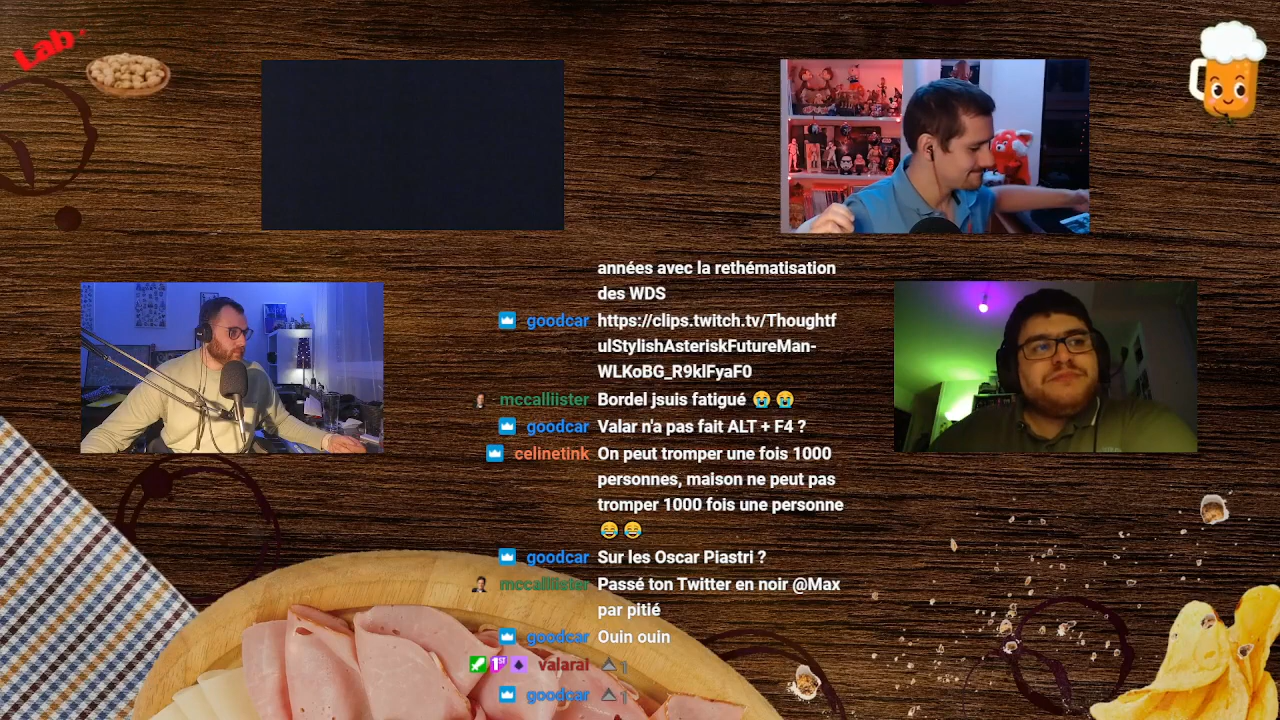 Lab
années avec la rethématisation
des WDS
goodcar https://clips.twitch.tv/Thoughtf
ulStylishAsteriskFutureMan-
WLKoBG_R9klFyaF0
mccalliister Bordel jsuis fatigué 😭 😭
goodcar Valar n'a pas fait ALT + F4 ?
celinetink On peut tromper une fois 1000
personnes, maison ne peut pas
tromper 1000 fois une personne
😂 😂
goodcar Sur les Oscar Piastri ?
mccalliister Passé ton Twitter en noir @Max
par pitié
goodcar Ouin ouin
1ST valaral 1
goodcar 1